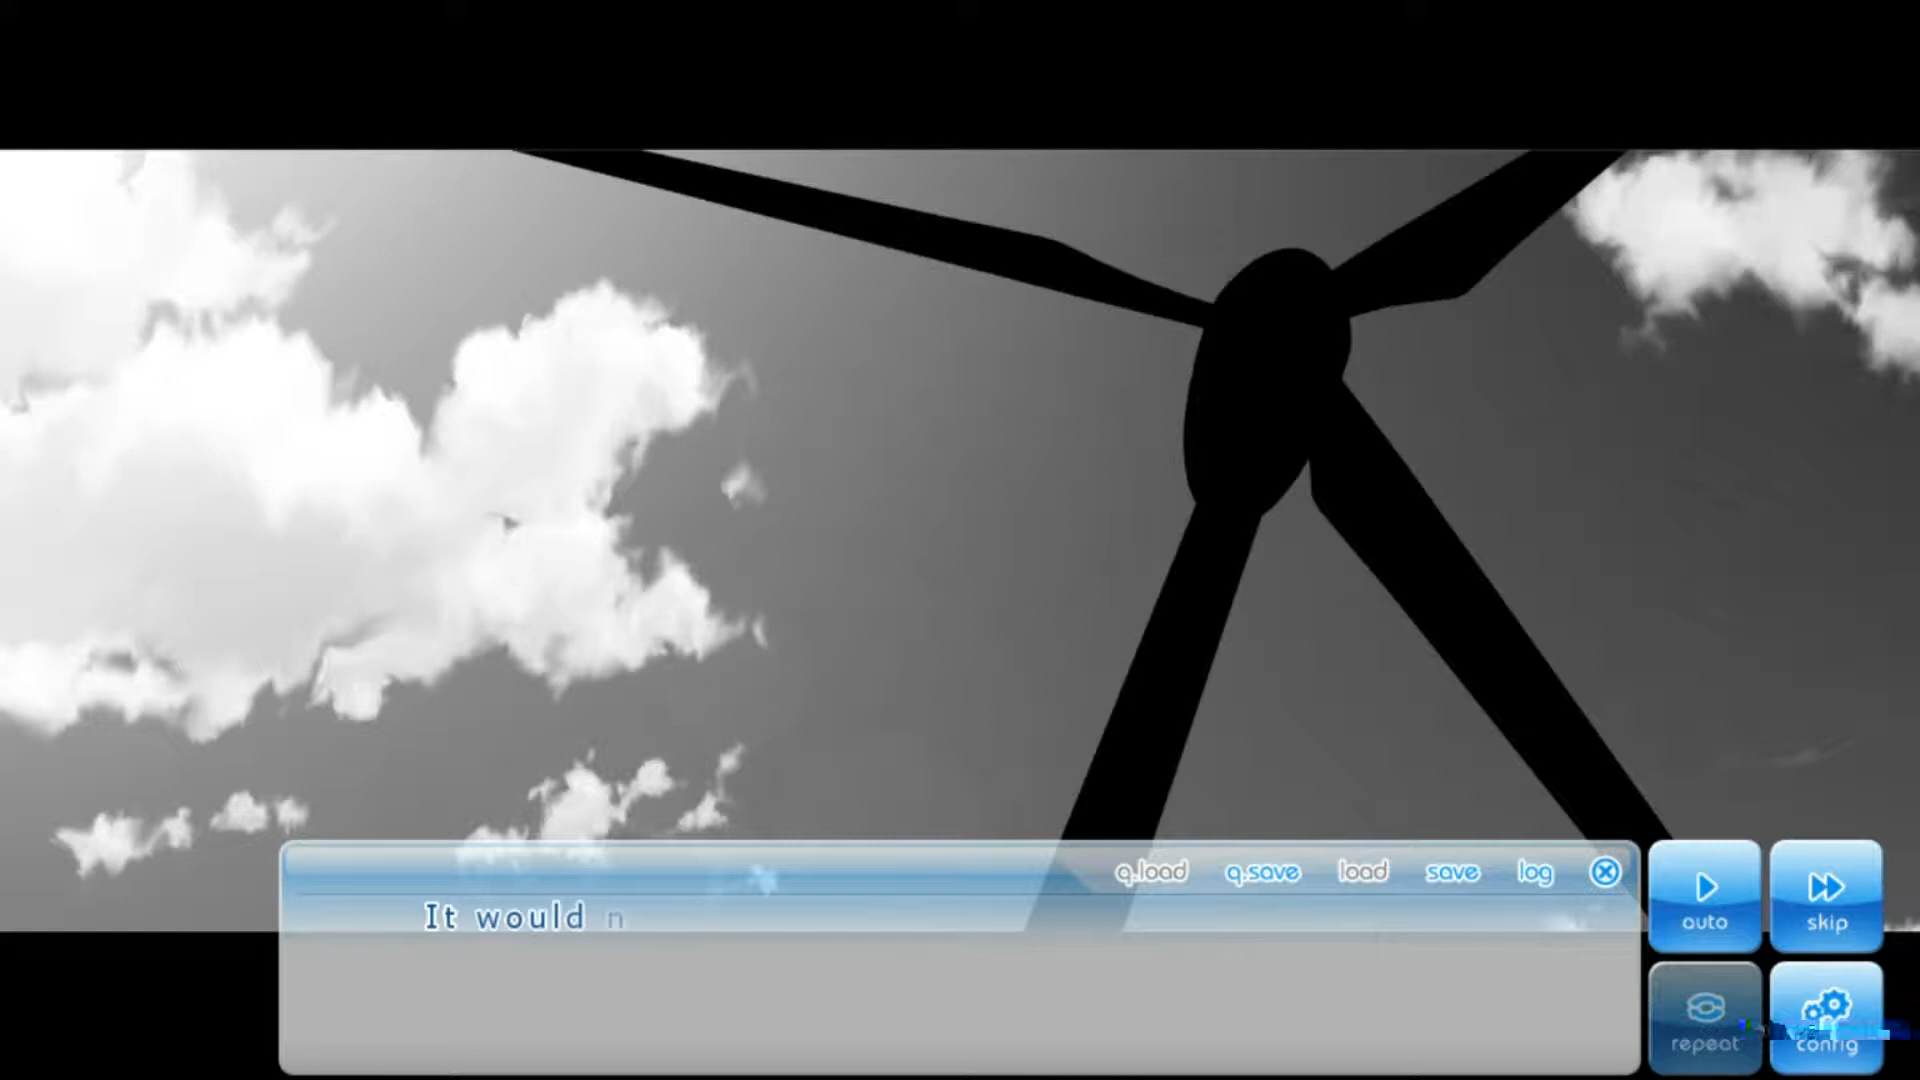 q.load q.save load save log
It would n
auto skip
repeat config